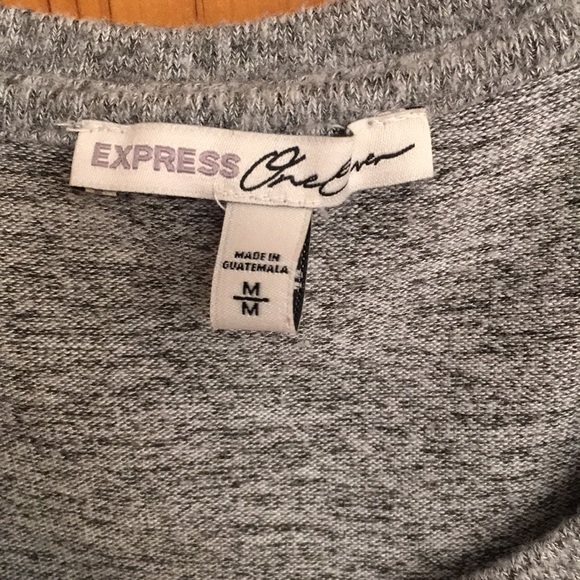 EXPRESS One Eleven
MADE IN
GUATEMALA
M
M